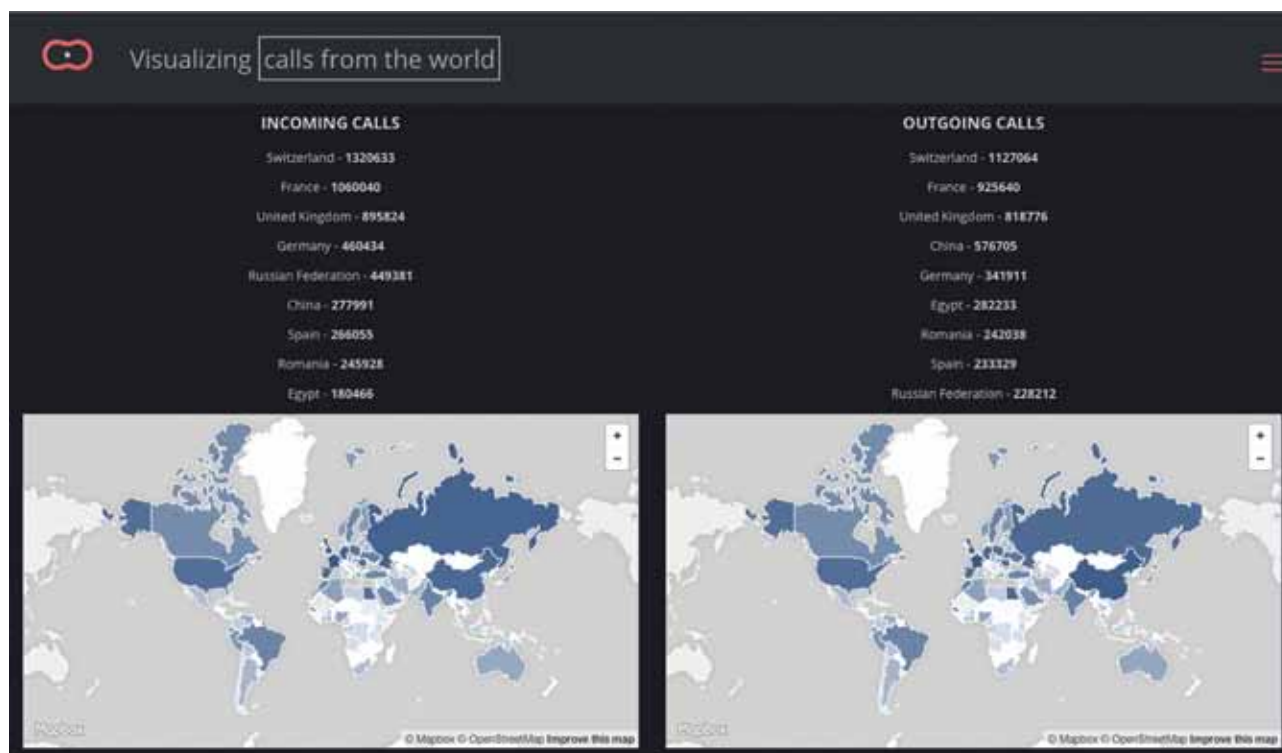 Visualizing calls from the world
INCOMING CALLS
Switzerland - 1320633
France - 1060040
United Kingdom - 895824
Germany - 460434
Russian Federation - 449381
China - 277991
Spain - 266055
Romania - 245928
Egypt - 180466
OUTGOING CALLS
Switzerland - 1127064
France - 925640
United Kingdom - 818776
China - 576705
Germany - 341911
Egypt - 282233
Romania - 242038
Spain - 233329
Russian Federation - 228212
+
-
Mapbox
© Mapbox © OpenStreetMap Improve this map
+
-
Mapbox
© Mapbox © OpenStreetMap Improve this map